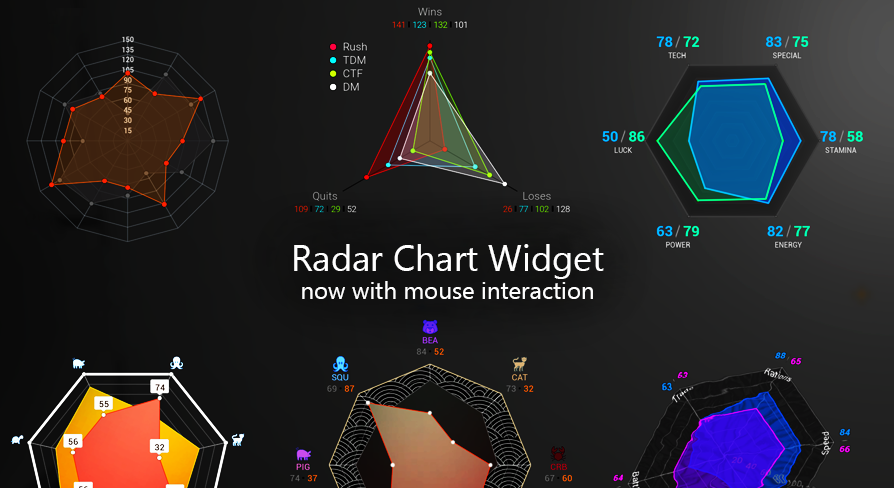 150
135
120
105
90
75
60
45
30
15
Wins
141 | 123 | 132 | 101
Rush
TDM
CTF
DM
Quits
109 | 72 | 29 | 52
Loses
26 | 77 | 102 | 128
78 / 72
TECH
83 / 75
SPECIAL
50 / 86
LUCK
78 / 58
STAMINA
63 / 79
POWER
82 / 77
ENERGY
Radar Chart Widget
now with mouse interaction
74
55
56
32
BEA
84 52
SQU
69 87
CAT
73 32
PIG
74 37
CRB
67 60
88 / 65
Rations
63
63
84
66
Speed
64